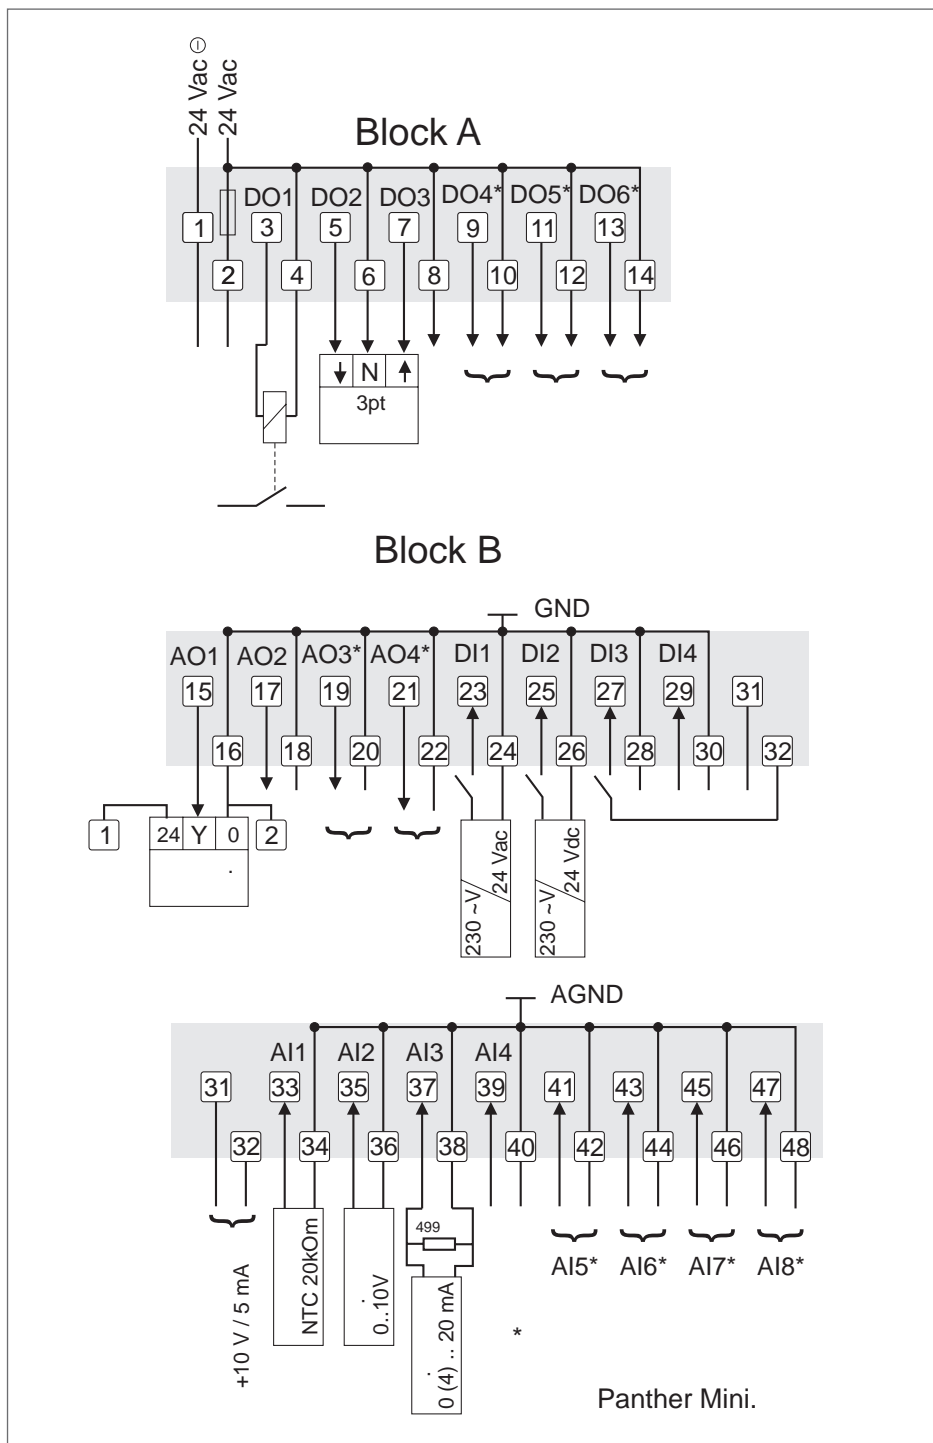 24 Vac
24 Vac
Block A
DO1 DO2 DO3 DO4* DO5* DO6*
1 3 5 7 9 11 13
2 4 6 8 10 12 14
N
3pt
Block B
GND
AO1 AO2 AO3* AO4* DI1 DI2 DI3 DI4
15 17 19 21 23 25 27 29 31
16 18 20 22 24 26 28 30 32
1 24 Y 0 2
230 ~V 24 Vac
230 ~V 24 Vdc
AGND
AI1 AI2 AI3 AI4
31 33 35 37 39 41 43 45 47
32 34 36 38 40 42 44 46 48
499
AI5* AI6* AI7* AI8*
+10 V / 5 mA
NTC 20kOm
0..10V
0 (4) .. 20 mA
*
Panther Mini.